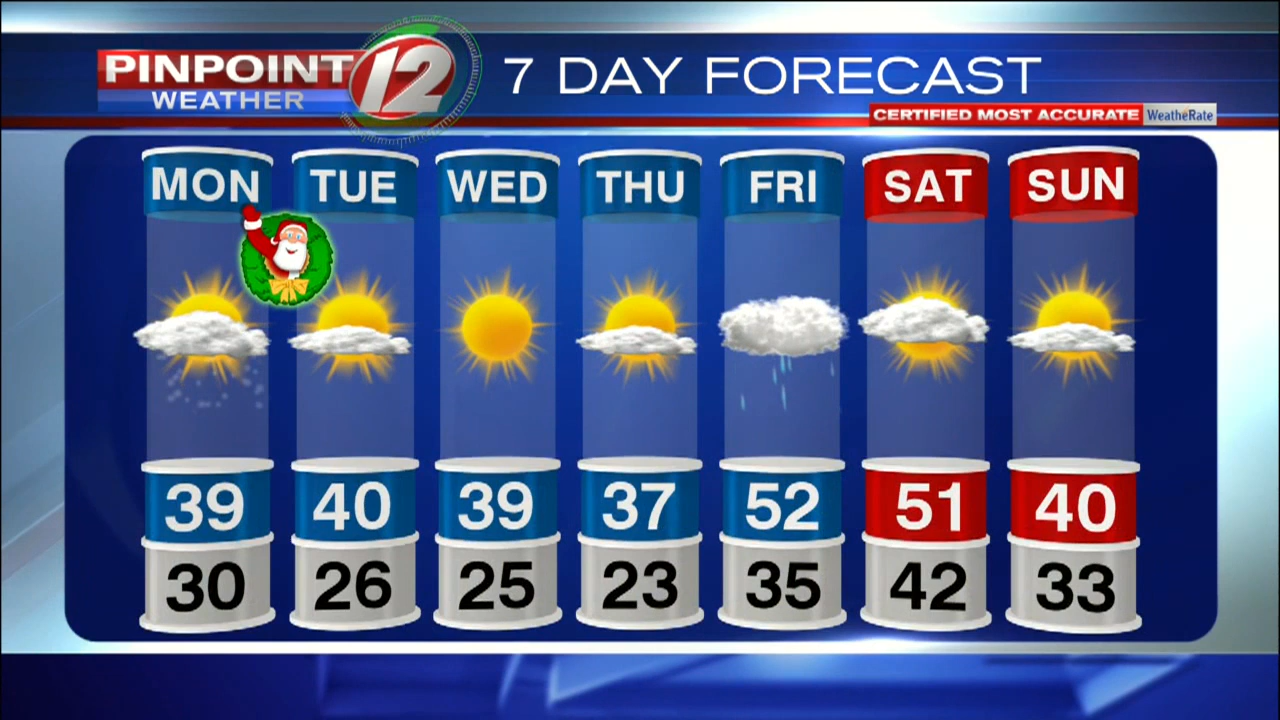 PINPOINT 12
WEATHER
7 DAY FORECAST
CERTIFIED MOST ACCURATE WeatheRate
MON TUE WED THU FRI SAT SUN
39 40 39 37 52 51 40
30 26 25 23 35 42 33